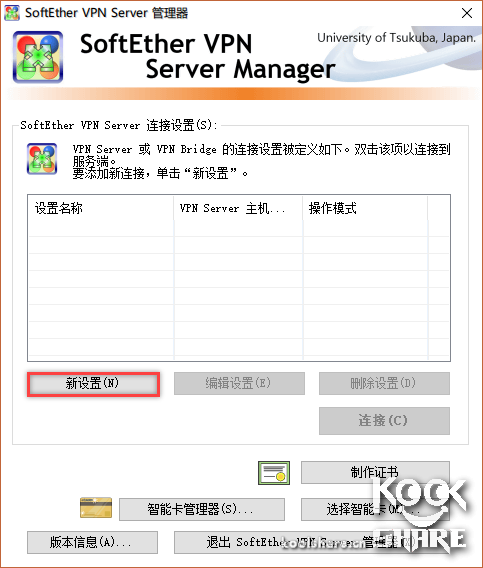 SoftEther VPN Server 管理器
University of Tsukuba, Japan.
SoftEther VPN
Server Manager
SoftEther VPN Server 连接设置(S):
VPN Server 或 VPN Bridge 的连接设置被定义如下。双击该项以连接到
服务端。
要添加新连接，单击“新设置”。
设置名称 VPN Server 主机... 操作模式
新设置(N) 编辑设置(E) 删除设置(D)
连接(C)
制作证书
智能卡管理器(S)... 选择智能卡
KOCK
SHARE
版本信息(A)... 退出 SoftEther VPN Server 管理器